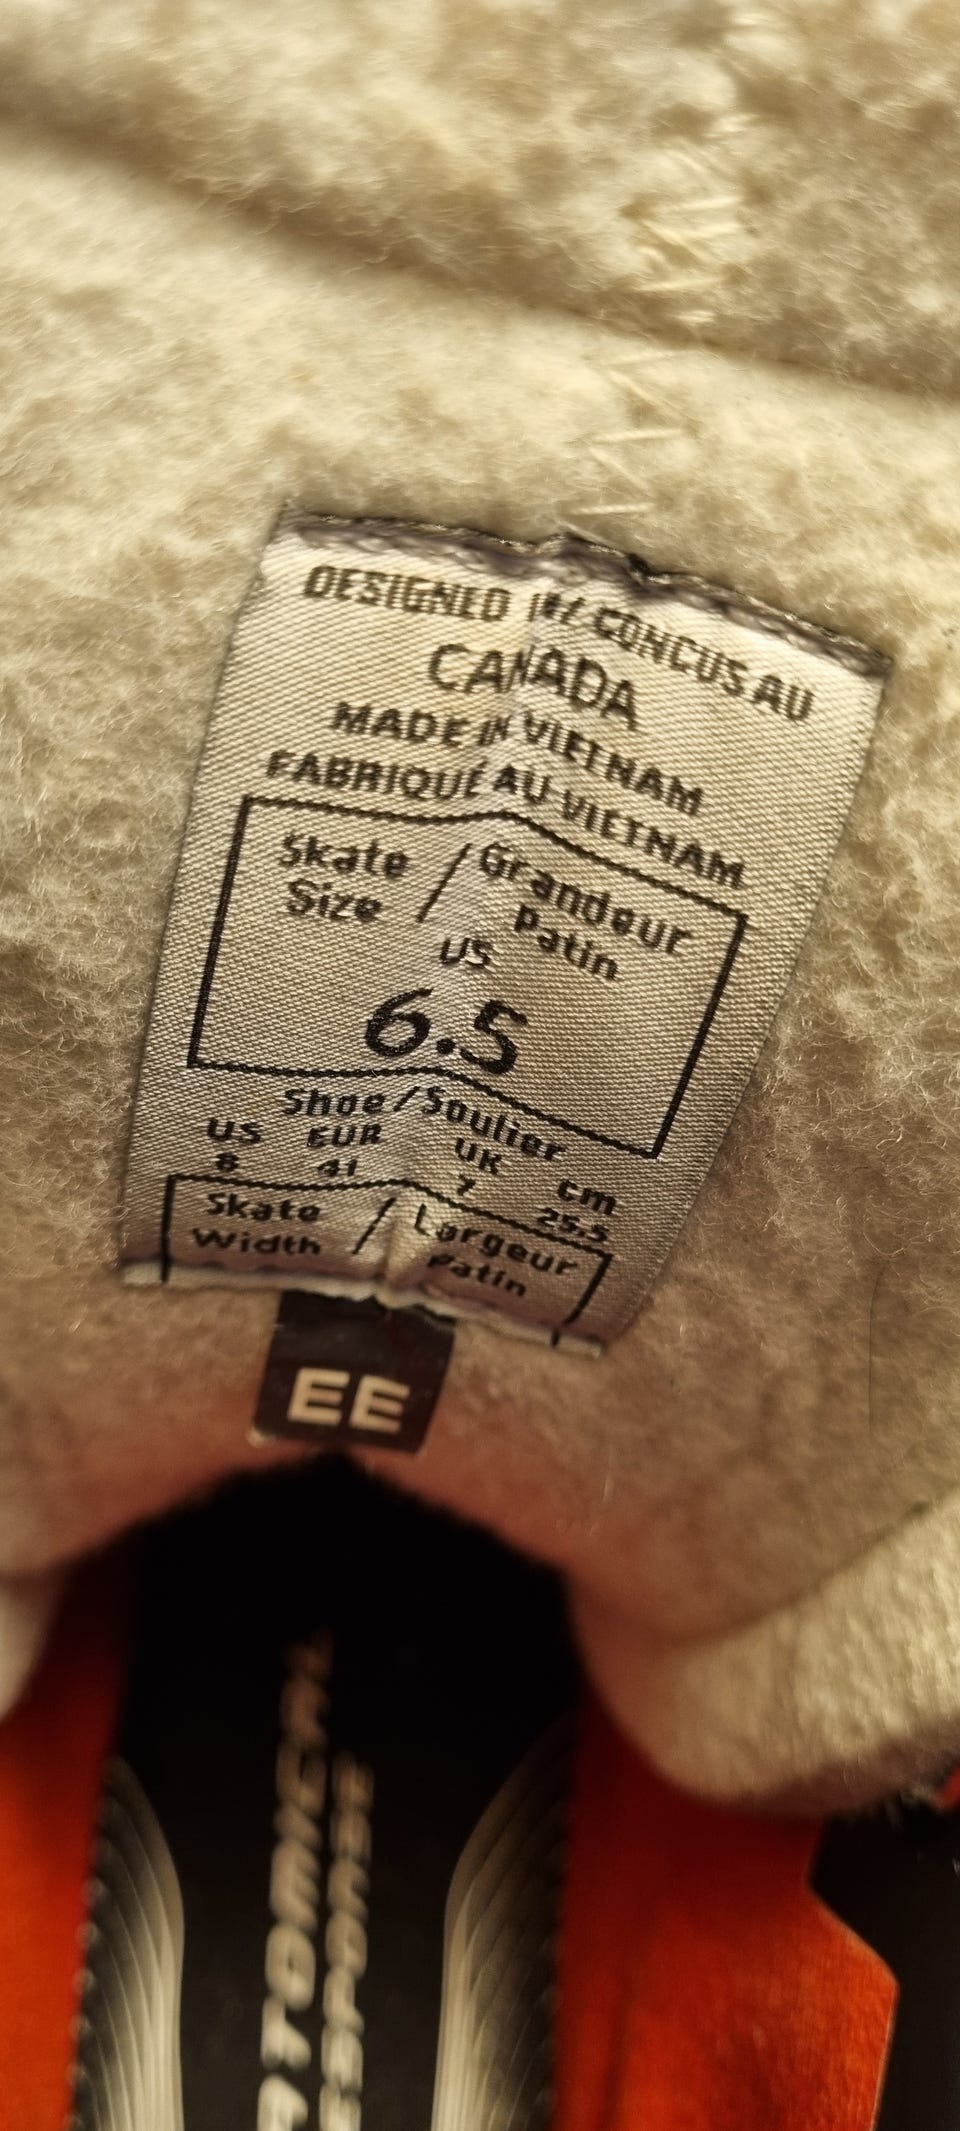 DESIGNED IN/ CONCUS AU
CANADA
MADE IN VIETNAM
FABRIQUÉ AU VIETNAM
Skate / Grandeur
Size Patin
US
6.5
Shoe/Soulier
US EUR UK cm
8 41 7 25.5
Skate / Largeur
Width Patin
EE